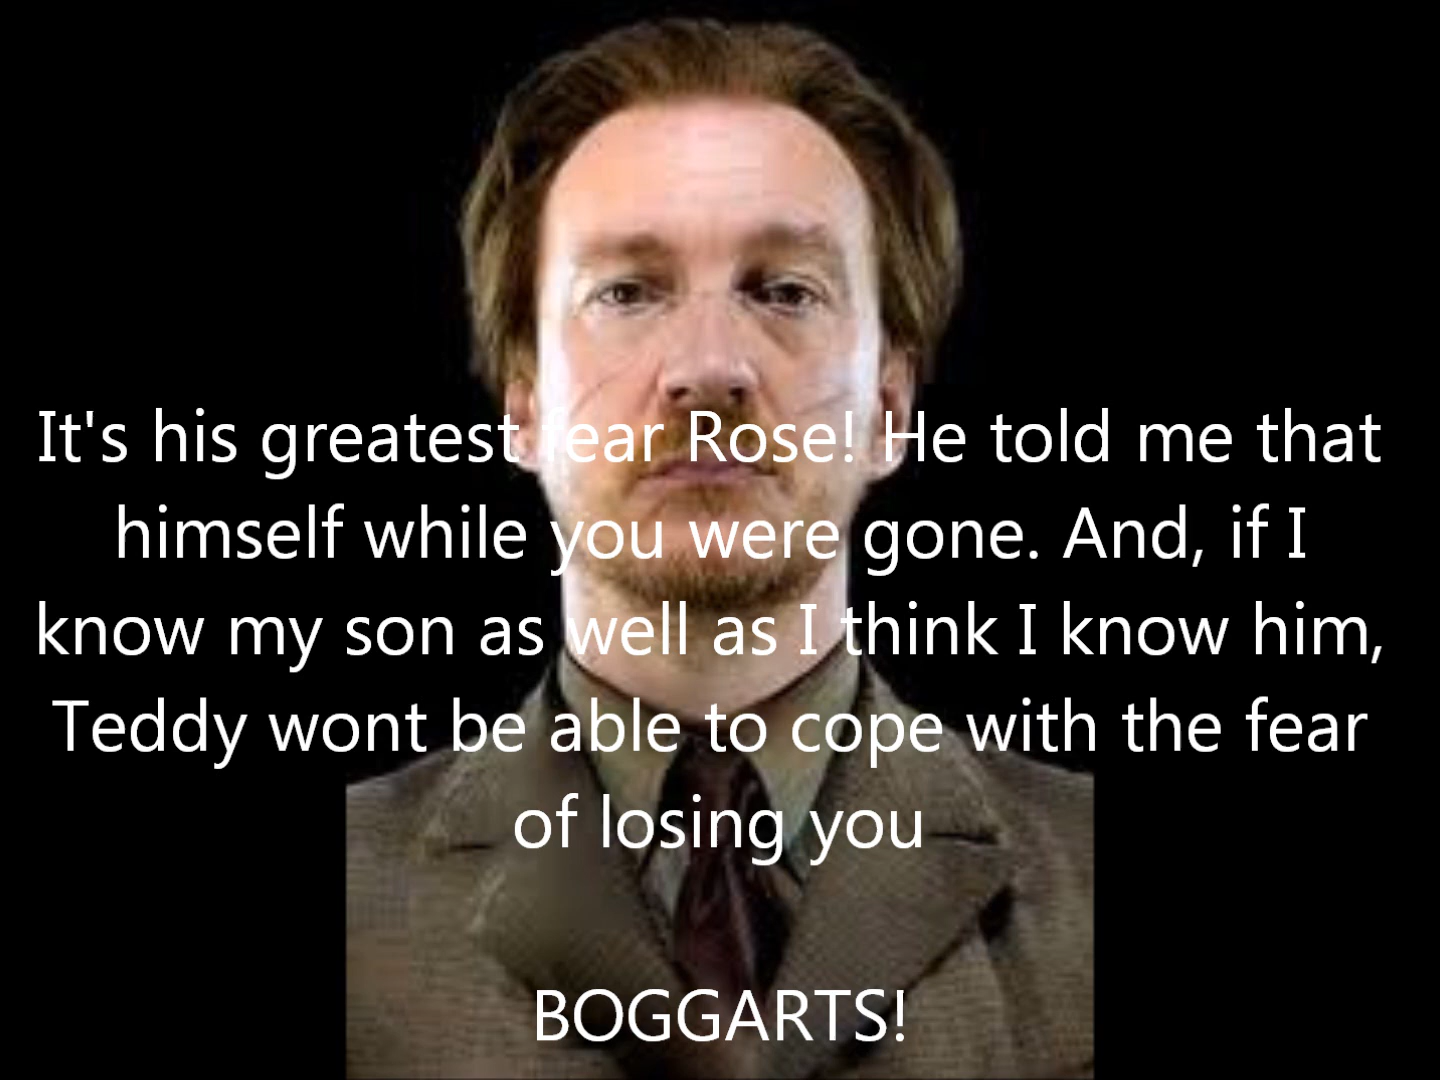 It's his greatest fear Rose! He told me that
himself while you were gone. And, if I
know my son as well as I think I know him,
Teddy wont be able to cope with the fear
of losing you
BOGGARTS!